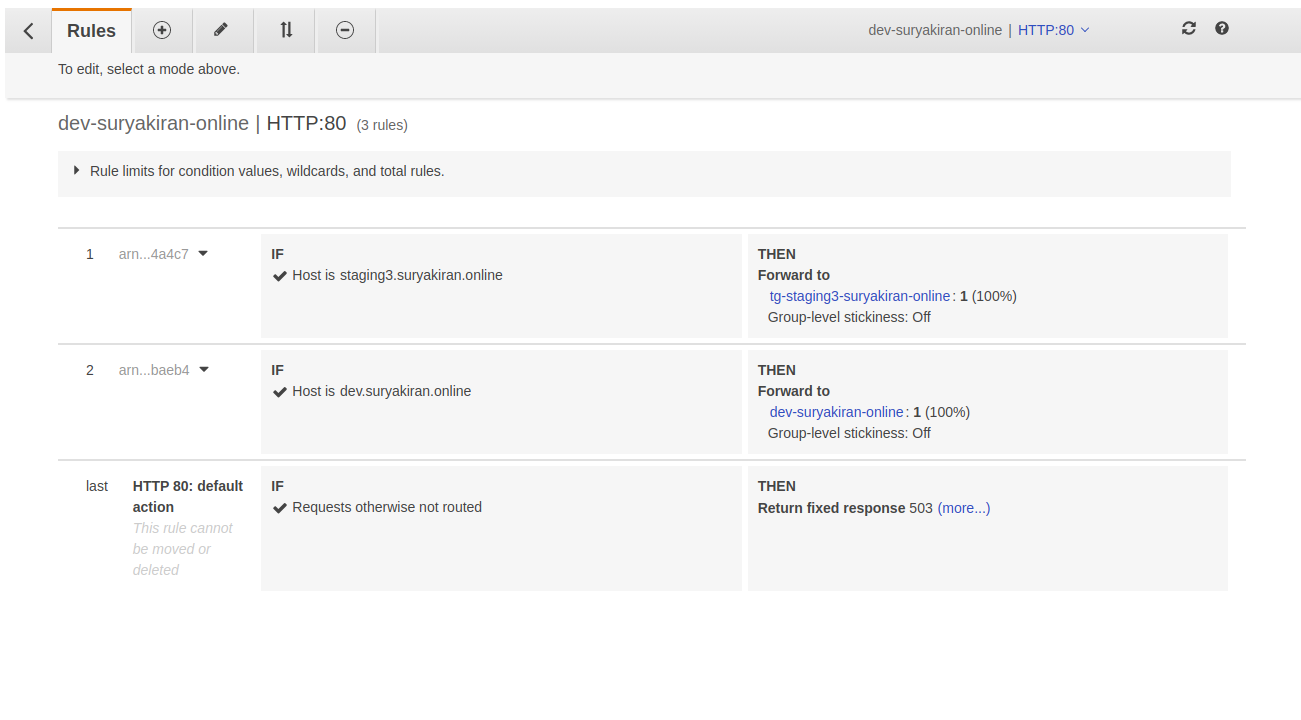 Rules
dev-suryakiran-online | HTTP:80
To edit, select a mode above.
dev-suryakiran-online | HTTP:80 (3 rules)
Rule limits for condition values, wildcards, and total rules.
1 arn...4a4c7
IF
Host is staging3.suryakiran.online
THEN
Forward to
tg-staging3-suryakiran-online: 1 (100%)
Group-level stickiness: Off
2 arn...baeb4
IF
Host is dev.suryakiran.online
THEN
Forward to
dev-suryakiran-online: 1 (100%)
Group-level stickiness: Off
last
HTTP 80: default
action
This rule cannot
be moved or
deleted
IF
Requests otherwise not routed
THEN
Return fixed response 503 (more...)